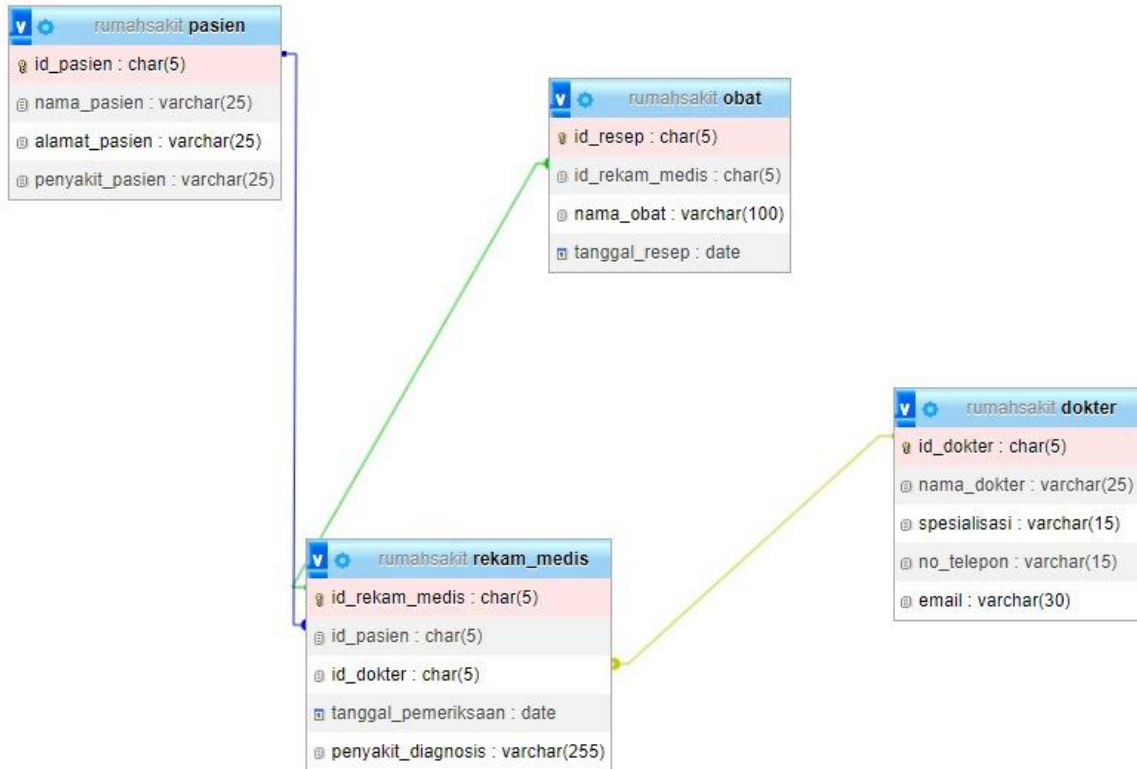 rumahsakit pasien
id_pasien : char(5)
nama_pasien : varchar(25)
alamat_pasien : varchar(25)
penyakit_pasien : varchar(25)
rumahsakit obat
id_resep : char(5)
id_rekam_medis : char(5)
nama_obat : varchar(100)
tanggal_resep : date
rumahsakit dokter
id_dokter : char(5)
nama_dokter : varchar(25)
spesialisasi : varchar(15)
no_telepon : varchar(15)
email : varchar(30)
rumahsakit rekam_medis
id_rekam_medis : char(5)
id_pasien : char(5)
id_dokter : char(5)
tanggal_pemeriksaan : date
penyakit_diagnosis : varchar(255)